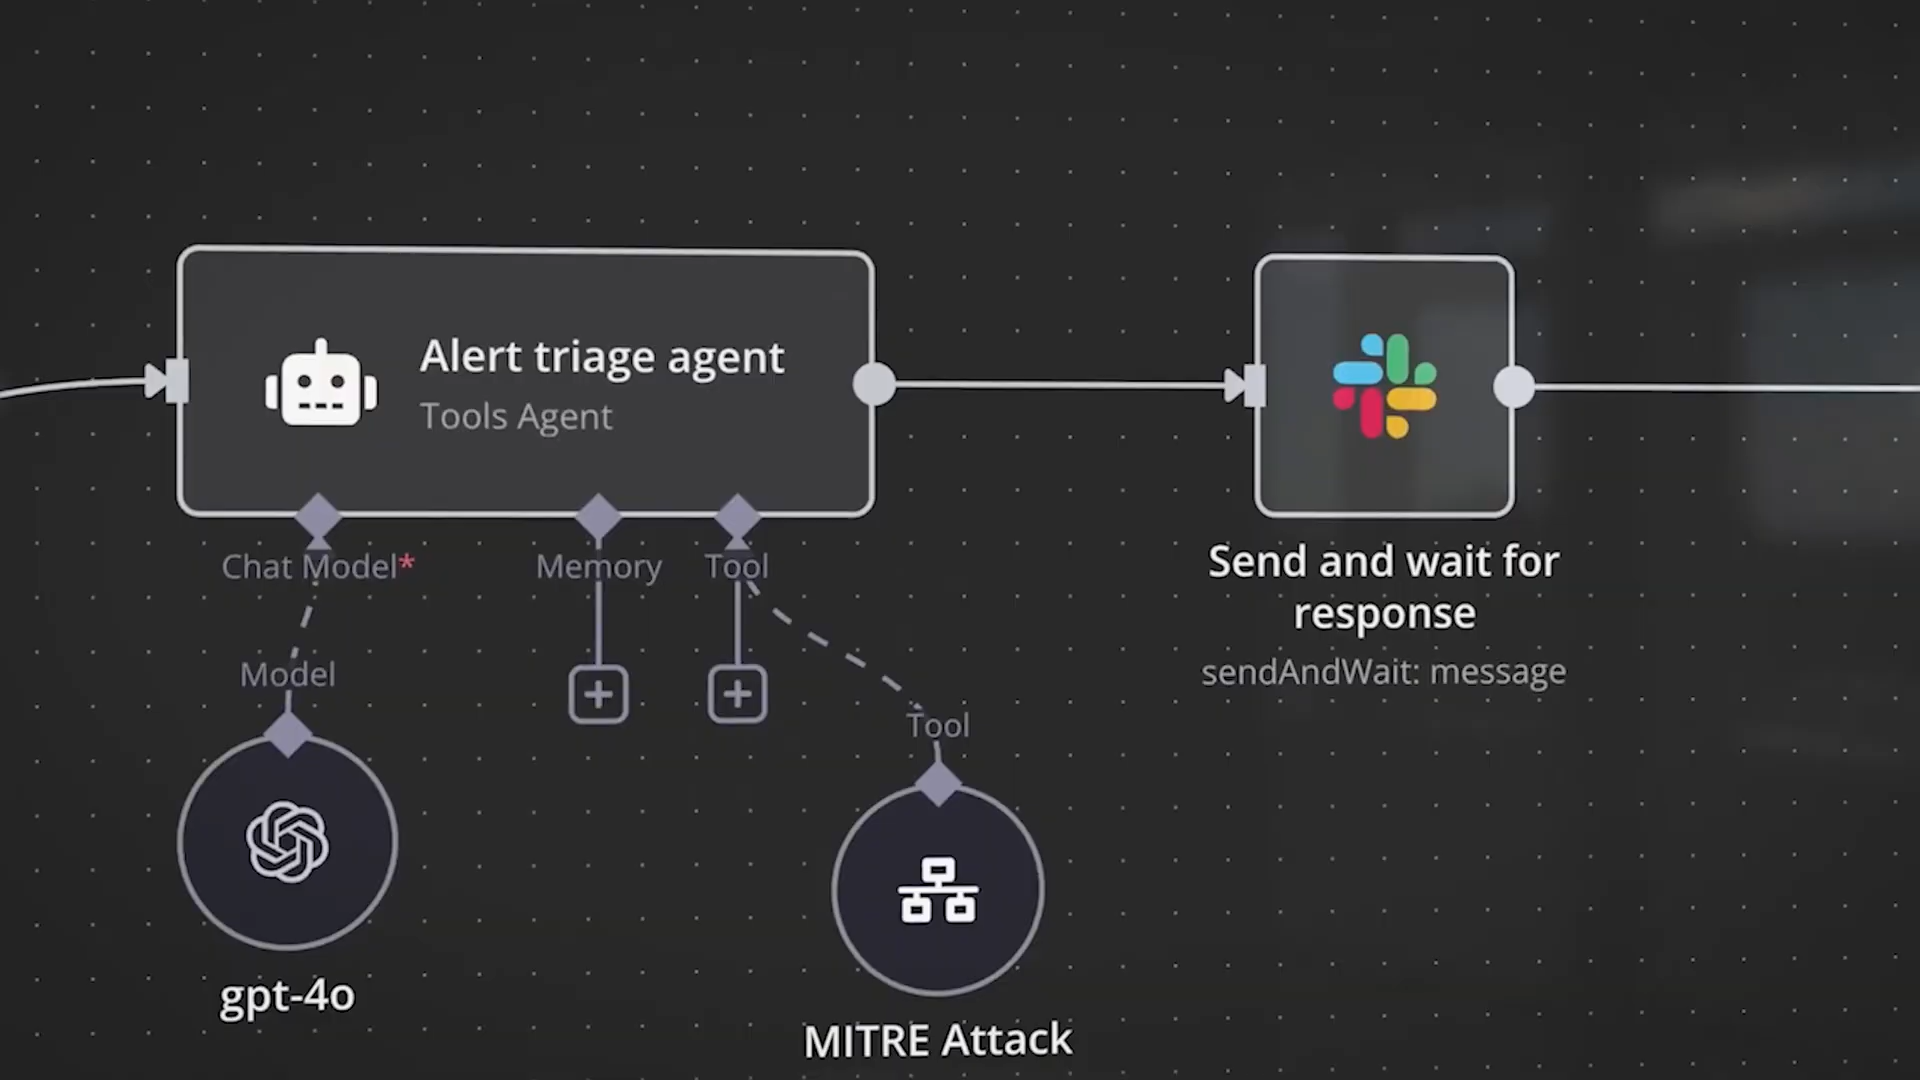 Alert triage agent
Tools Agent
Chat Model*
Memory
Tool
Model
Tool
gpt-4o
MITRE Attack
Send and wait for
response
sendAndWait: message